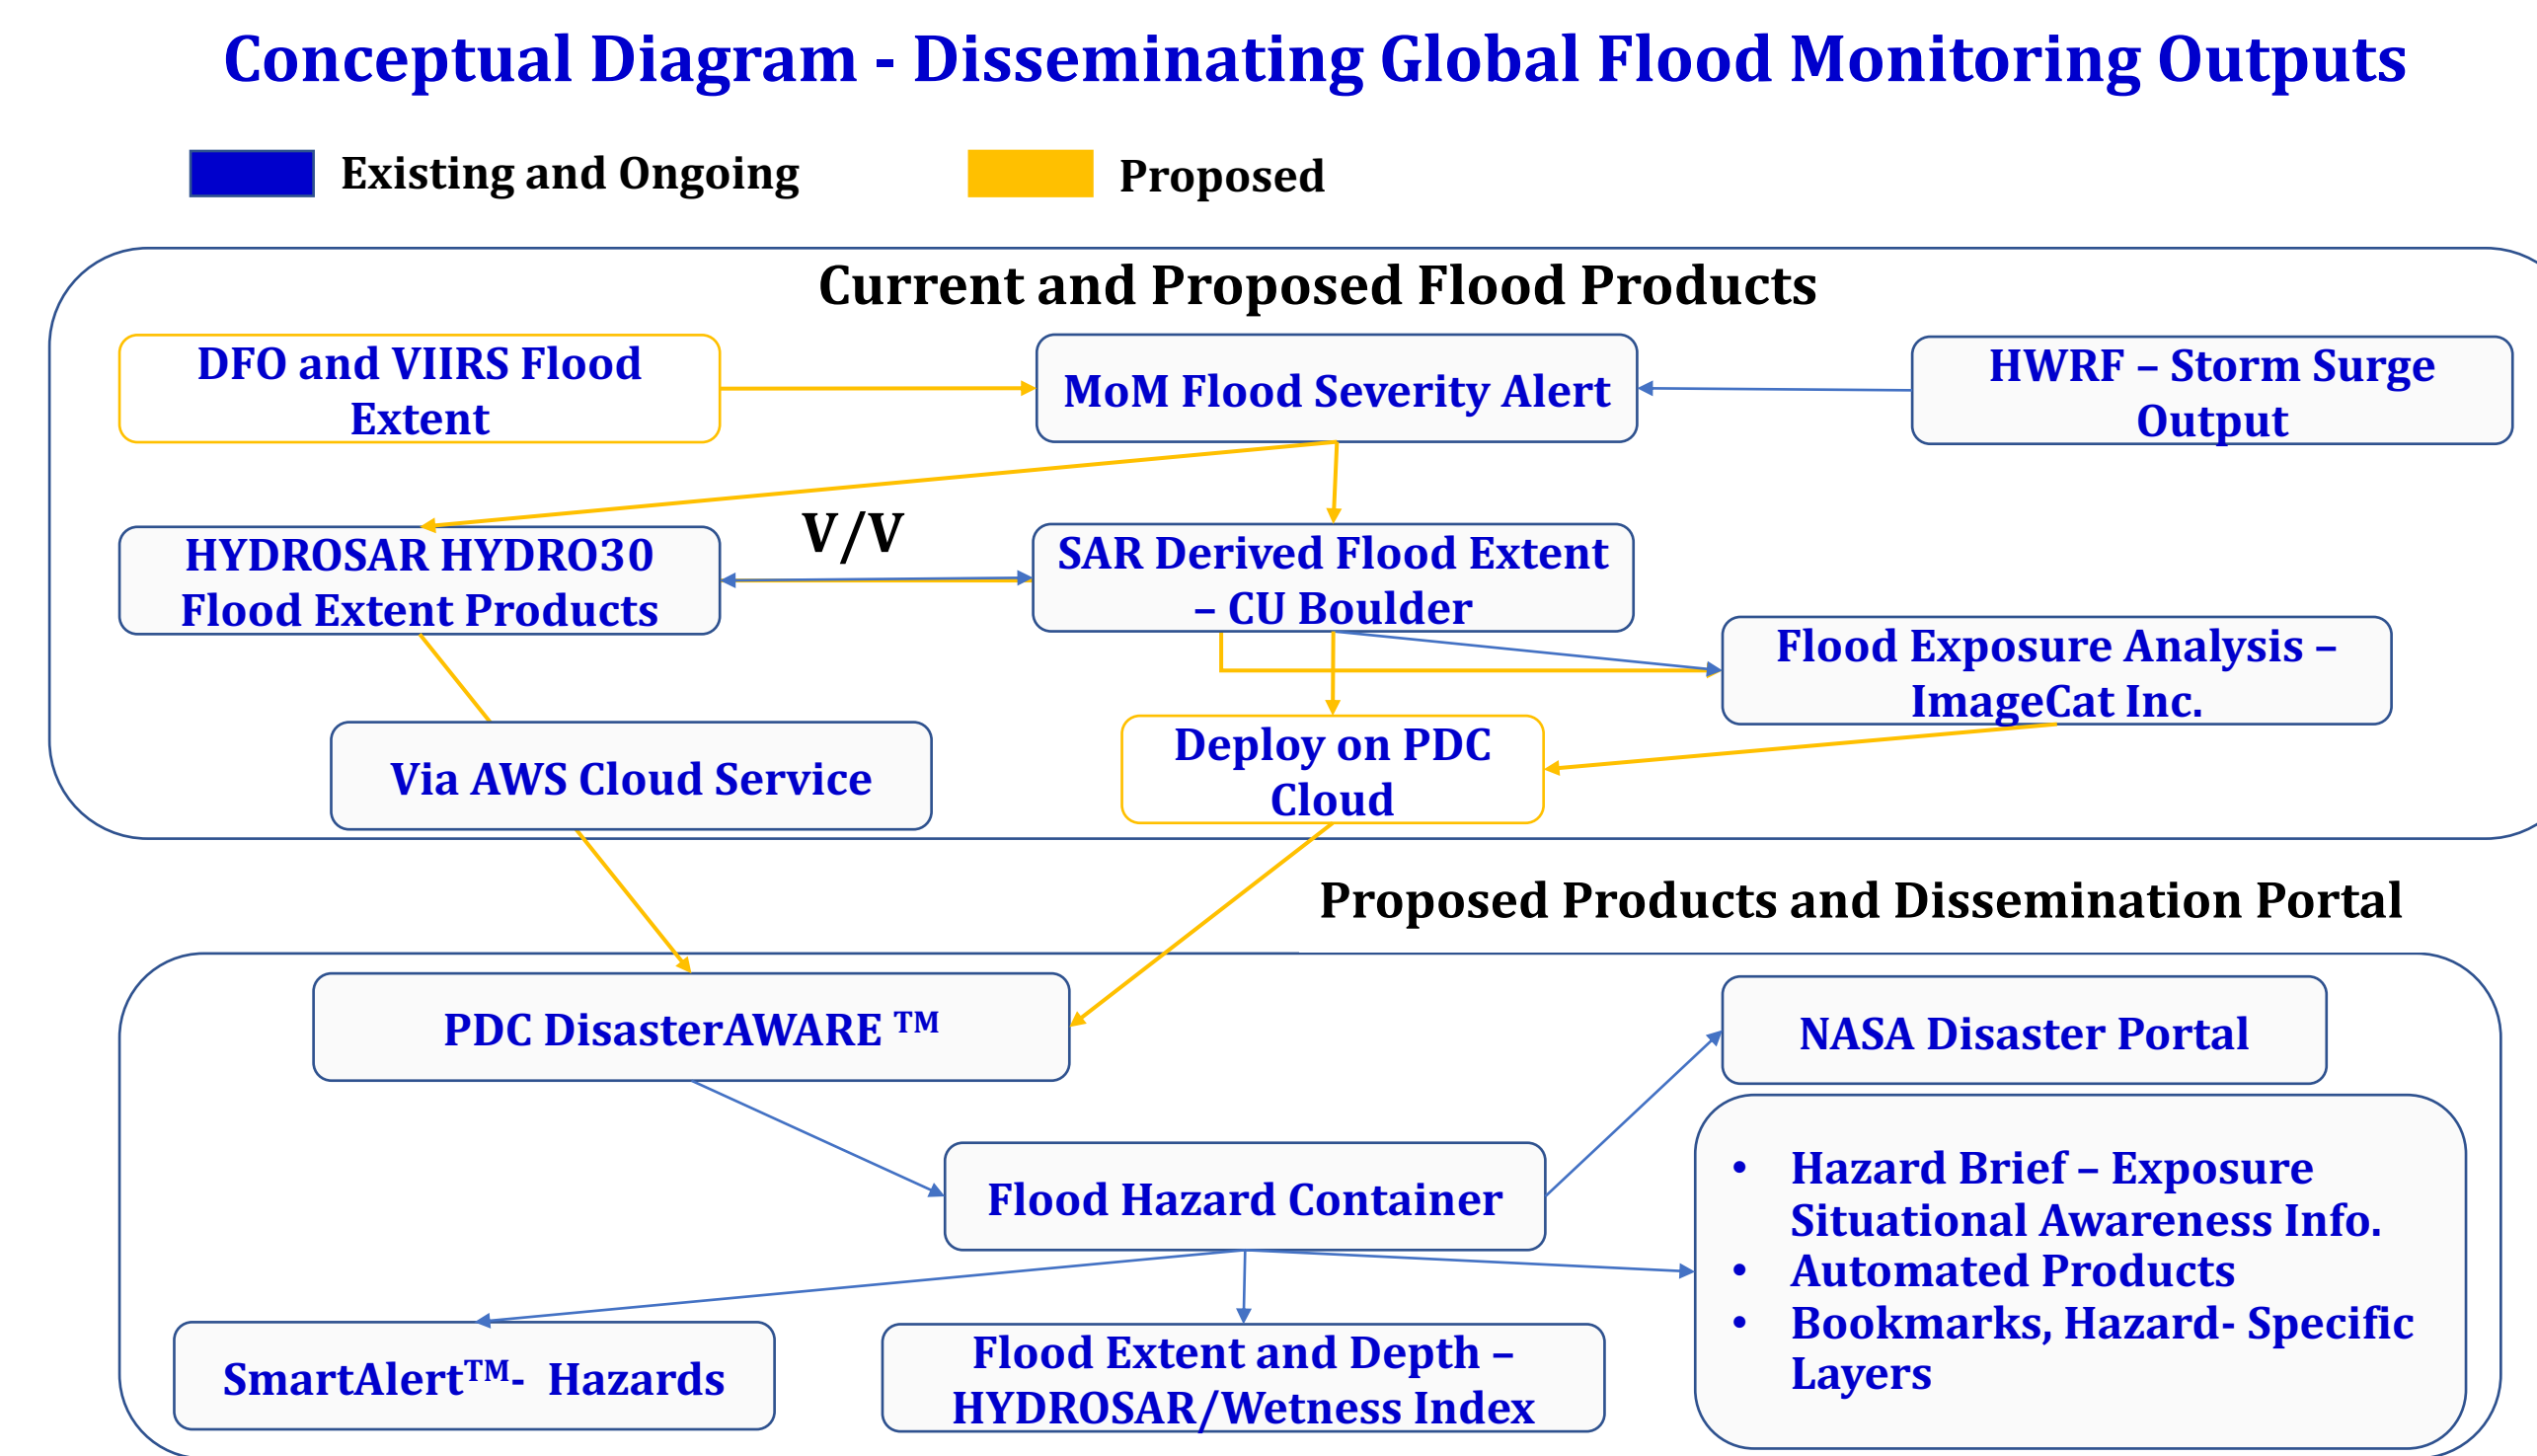 Conceptual Diagram - Disseminating Global Flood Monitoring Outputs
Existing and Ongoing
Proposed
Current and Proposed Flood Products
DFO and VIIRS Flood
Extent
MoM Flood Severity Alert
HWRF – Storm Surge
Output
V/V
HYDROSAR HYDRO30
Flood Extent Products
SAR Derived Flood Extent
– CU Boulder
Flood Exposure Analysis –
ImageCat Inc.
Via AWS Cloud Service
Deploy on PDC
Cloud
Proposed Products and Dissemination Portal
PDC DisasterAWARE ™
NASA Disaster Portal
Flood Hazard Container
• Hazard Brief – Exposure
Situational Awareness Info.
• Automated Products
• Bookmarks, Hazard- Specific
Layers
SmartAlert™- Hazards
Flood Extent and Depth –
HYDROSAR/Wetness Index